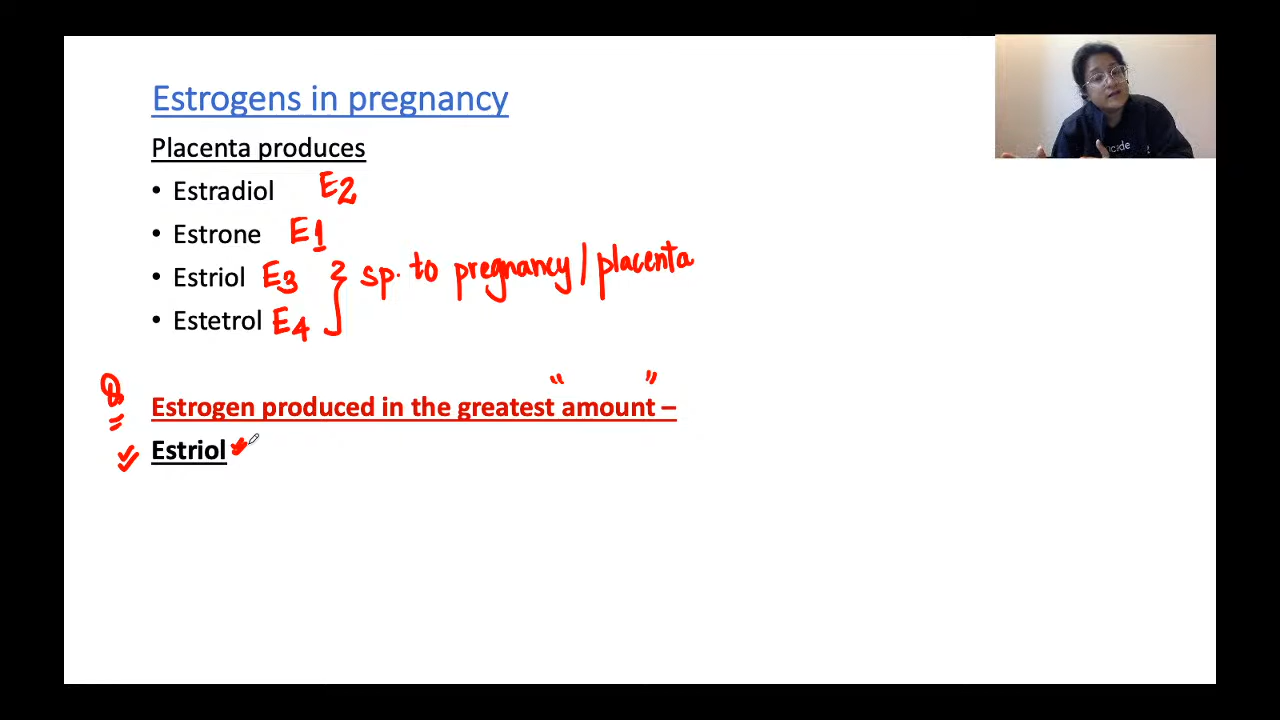 Estrogens in pregnancy
Placenta produces
• Estradiol E2
• Estrone E1
• Estriol E3 } sp. to pregnancy / placenta
• Estetrol E4
Q Estrogen produced in the greatest "amount" –
Estriol